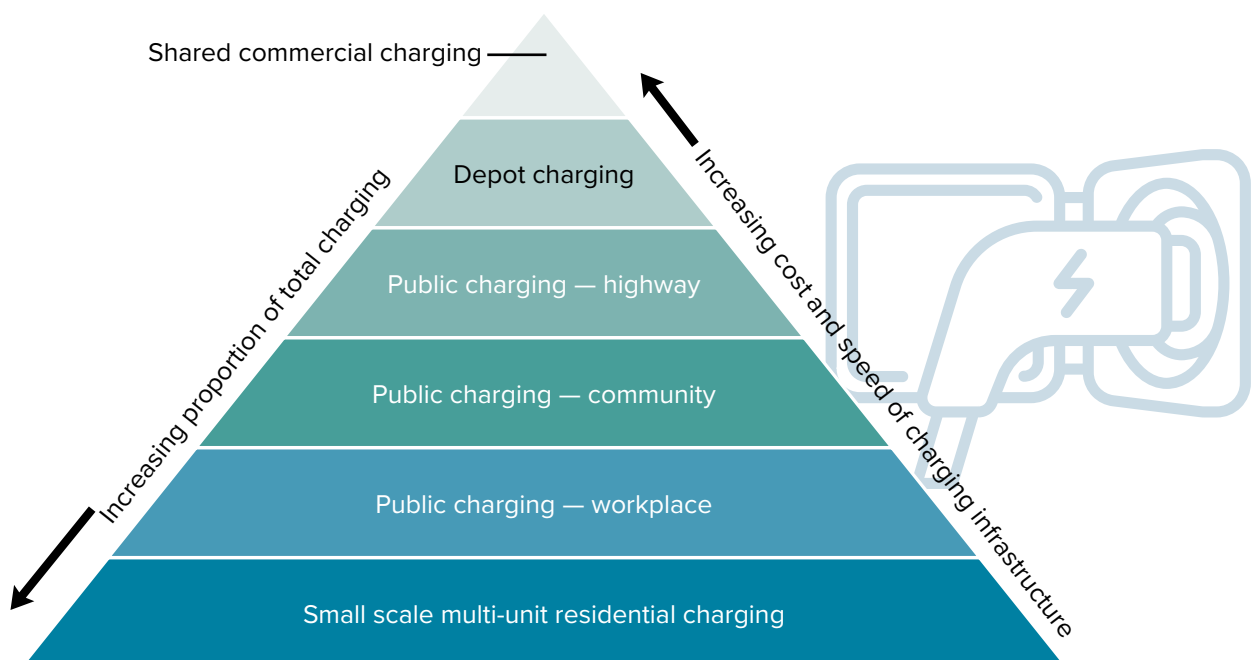 Shared commercial charging
Depot charging
Public charging — highway
Public charging — community
Public charging — workplace
Small scale multi-unit residential charging
Increasing proportion of total charging
Increasing cost and speed of charging infrastructure